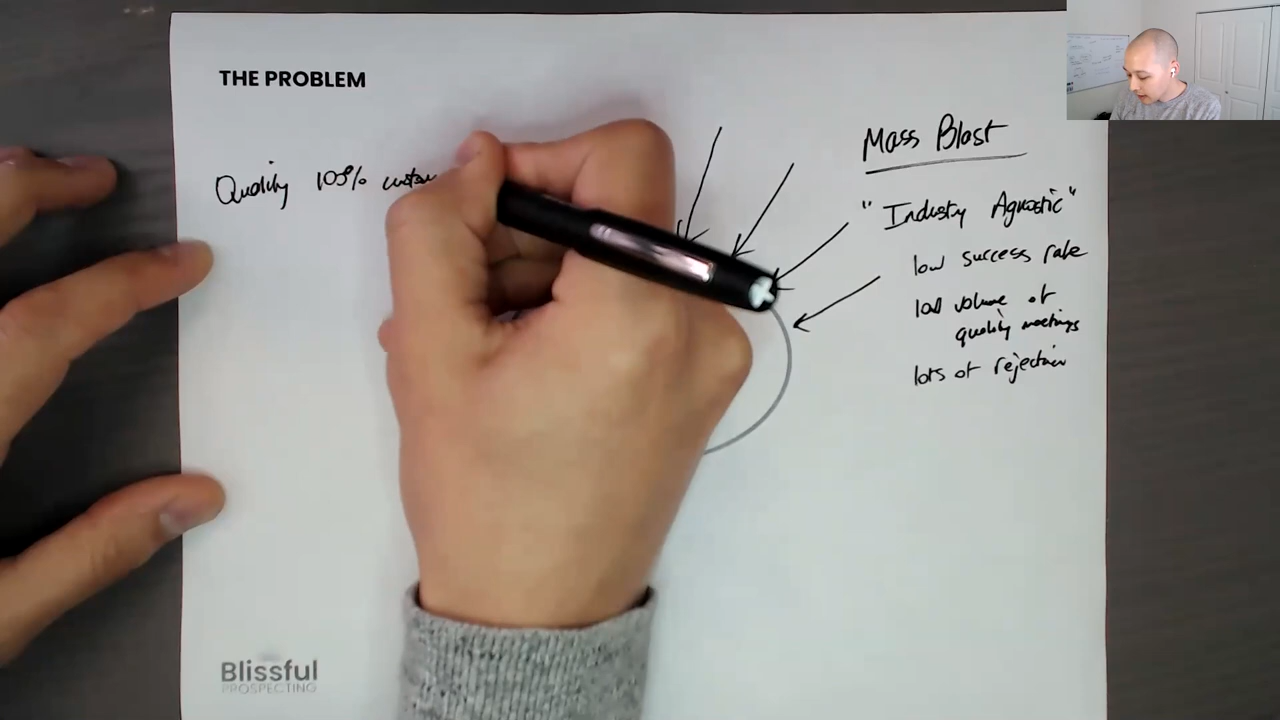 THE PROBLEM
Mass Blast
Quality 100%
"Industry Agnostic"
low success rate
low volume of
quality meetings
lots of rejection
Blissful
PROSPECTING